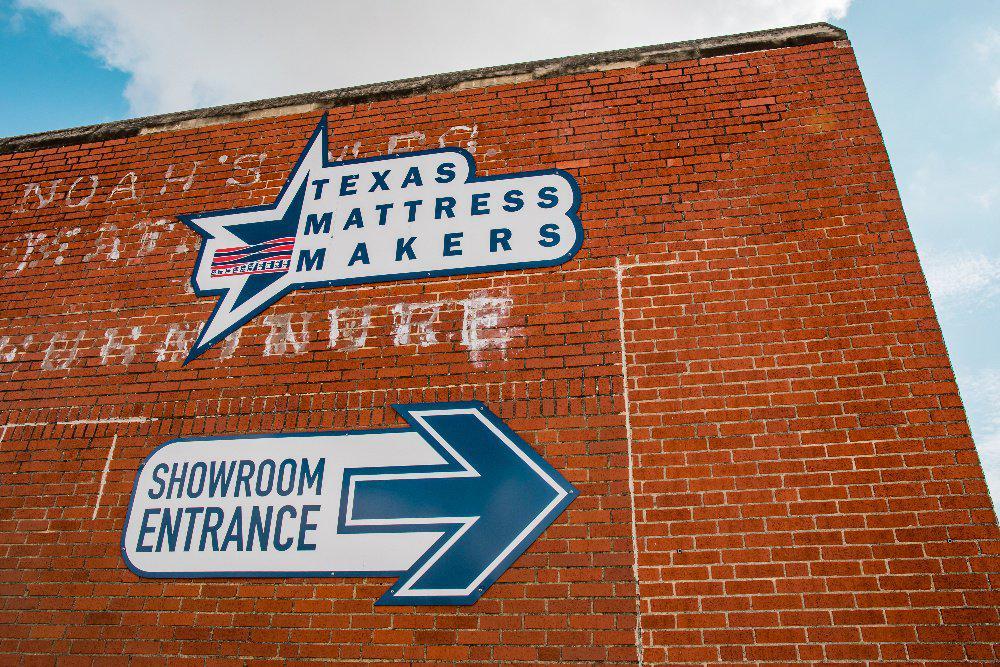 NOAH'S
TEXAS
MATTRESS
MAKERS
SHOWROOM
ENTRANCE